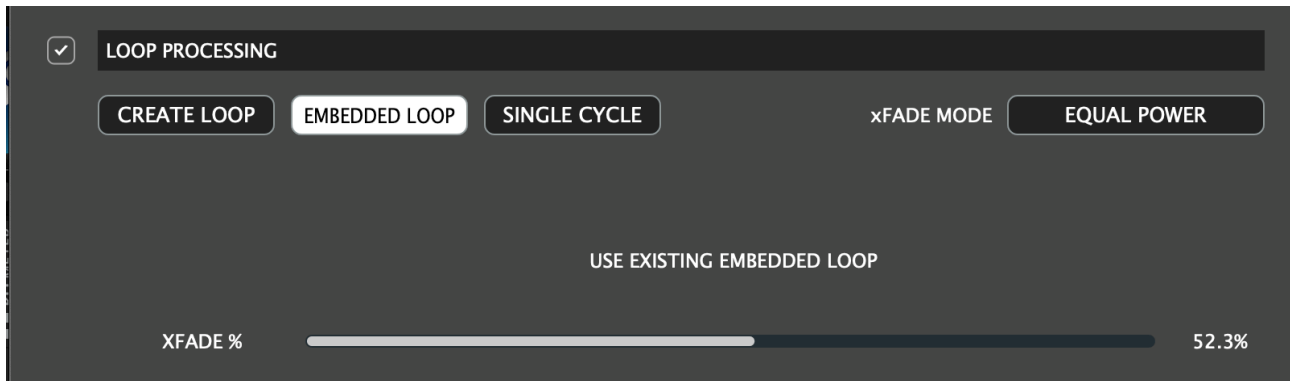 LOOP PROCESSING
CREATE LOOP EMBEDDED LOOP SINGLE CYCLE xFADE MODE EQUAL POWER
USE EXISTING EMBEDDED LOOP
XFADE % 52.3%